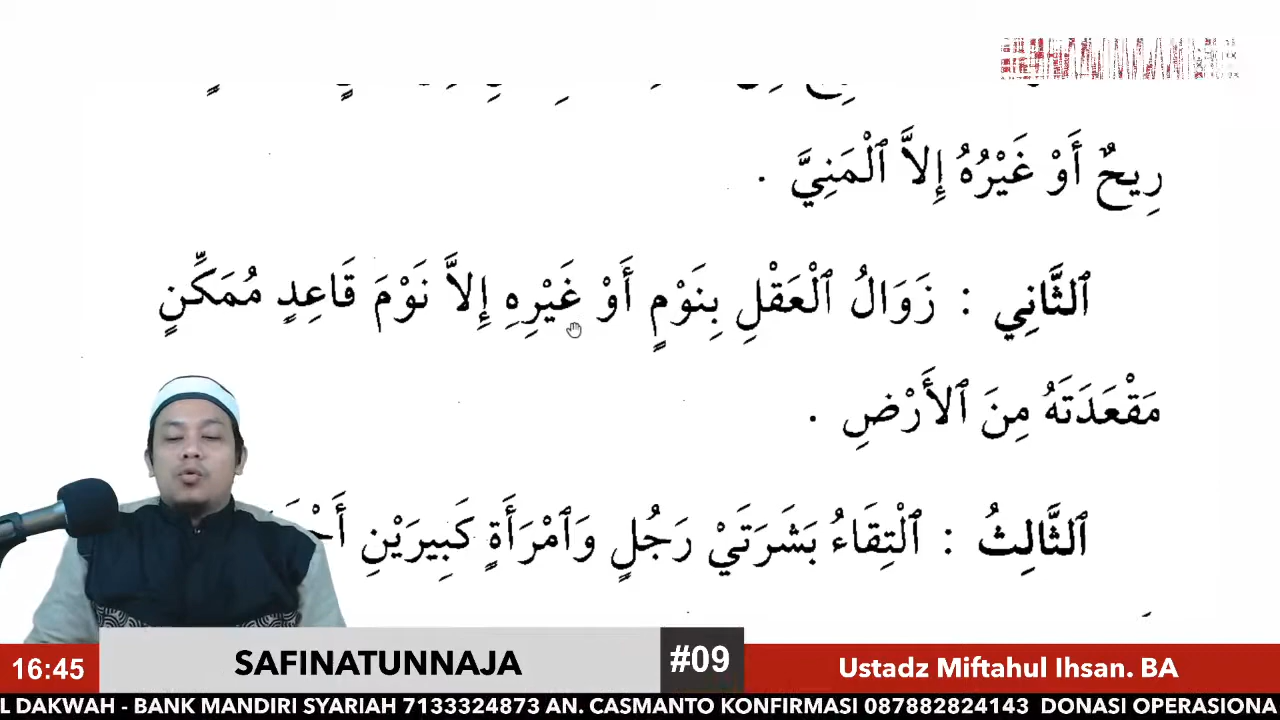 رِيحٌ أَوْ غَيْرُهُ إِلاَّ ٱلْمَنِيَّ .
ٱلثَّانِي : زَوَالُ ٱلْعَقْلِ بِنَوْمٍ أَوْ غَيْرِهِ إِلاَّ نَوْمَ قَاعِدٍ مُمَكِّنٍ
مَقْعَدَتَهُ مِنَ ٱلأَرْضِ .
ٱلثَّالِثُ : ٱلْتِقَاءُ بَشَرَتَيْ رَجُلٍ وَٱمْرَأَةٍ كَبِيرَيْنِ
16:45
SAFINATUNNAJA
#09
Ustadz Miftahul Ihsan. BA
L DAKWAH - BANK MANDIRI SYARIAH 7133324873 AN. CASMANTO KONFIRMASI 087882824143 DONASI OPERASIONA